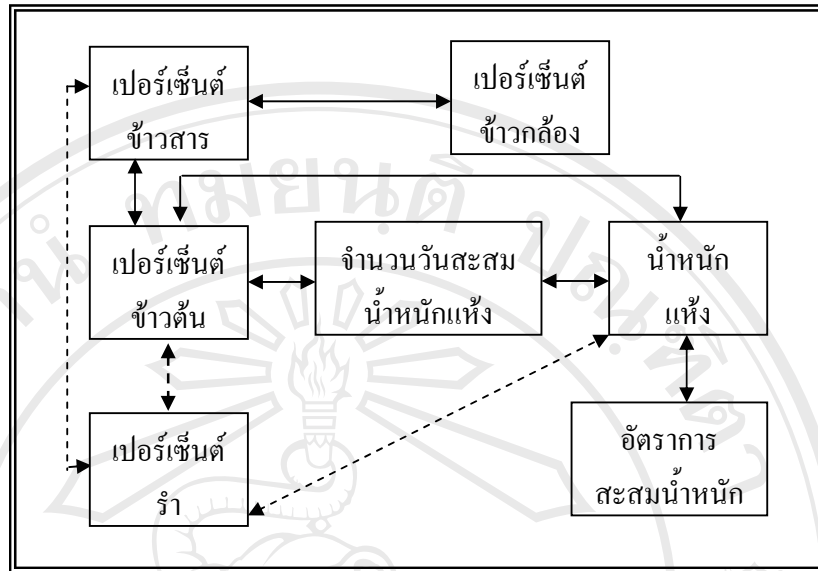 เปอร์เซ็นต์
ข้าวสาร
เปอร์เซ็นต์
ข้าวกล้อง
เปอร์เซ็นต์
ข้าวต้น
จำนวนวันสะสม
น้ำหนักแห้ง
น้ำหนัก
แห้ง
เปอร์เซ็นต์
รำ
อัตราการ
สะสมน้ำหนัก